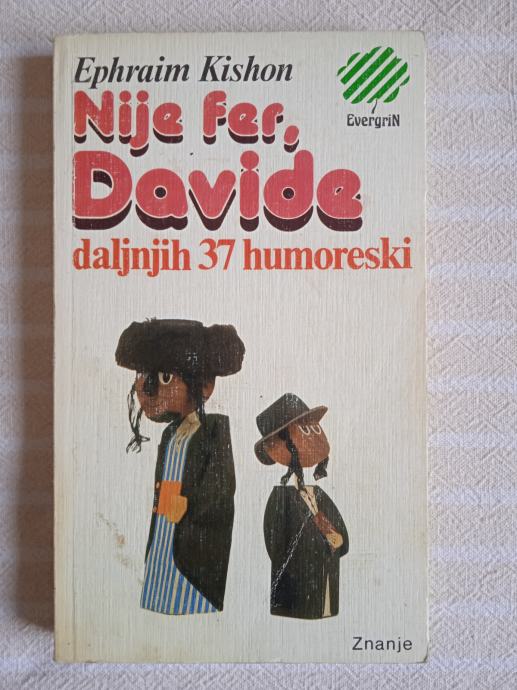 Ephraim Kishon
EvergriN
Nije fer,
Davide
daljnjih 37 humoreski
Znanje